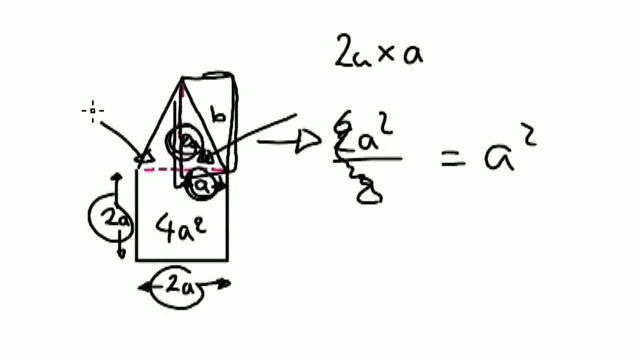 2a × a
b
2a² = a²
2
a
2a
4a²
2a